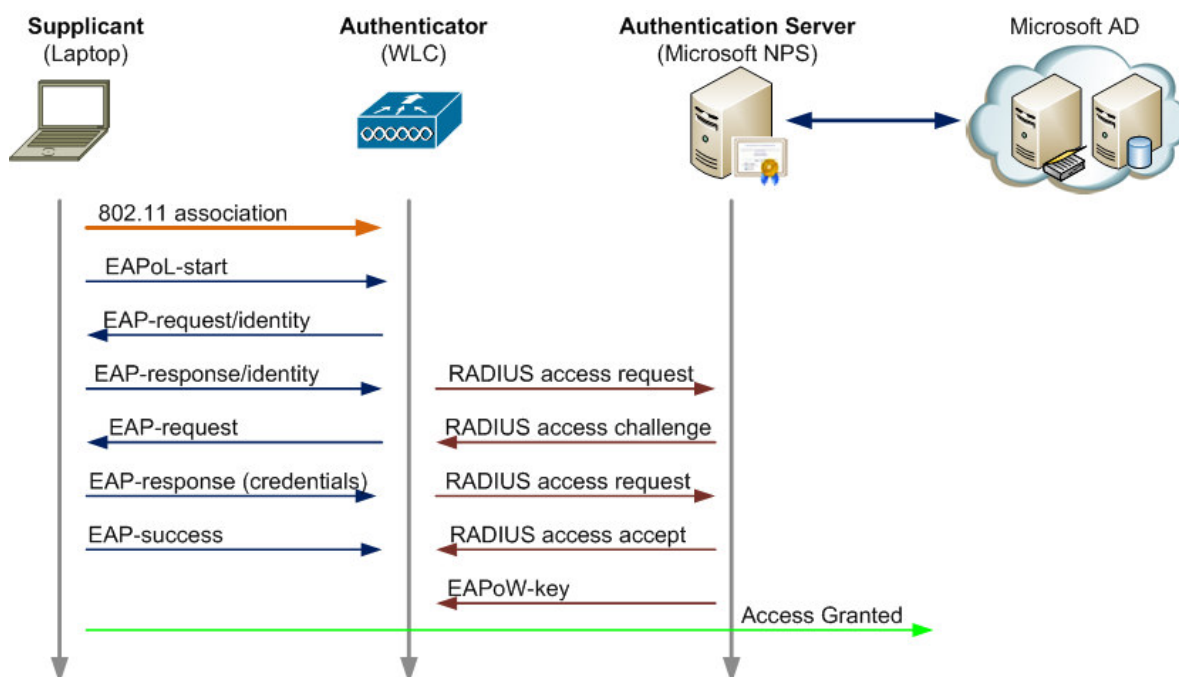 Supplicant
(Laptop)
Authenticator
(WLC)
Authentication Server
(Microsoft NPS)
Microsoft AD
802.11 association
EAPoL-start
EAP-request/identity
EAP-response/identity
RADIUS access request
EAP-request
RADIUS access challenge
EAP-response (credentials)
RADIUS access request
EAP-success
RADIUS access accept
EAPoW-key
Access Granted